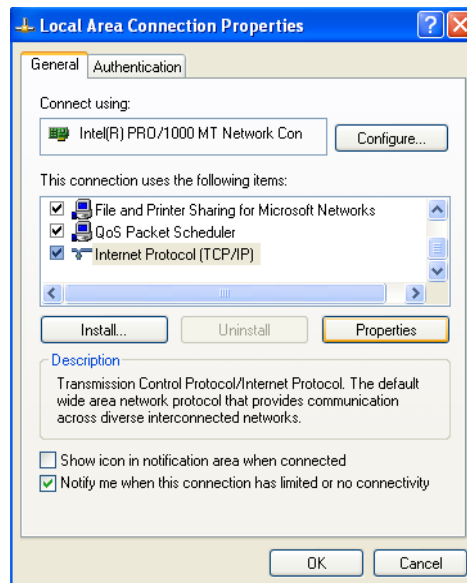 Local Area Connection Properties
General
Authentication
Connect using:
Intel(R) PRO/1000 MT Network Con
Configure...
This connection uses the following items:
File and Printer Sharing for Microsoft Networks
QoS Packet Scheduler
Internet Protocol (TCP/IP)
Install...
Uninstall
Properties
Description
Transmission Control Protocol/Internet Protocol. The default
wide area network protocol that provides communication
across diverse interconnected networks.
Show icon in notification area when connected
Notify me when this connection has limited or no connectivity
OK
Cancel